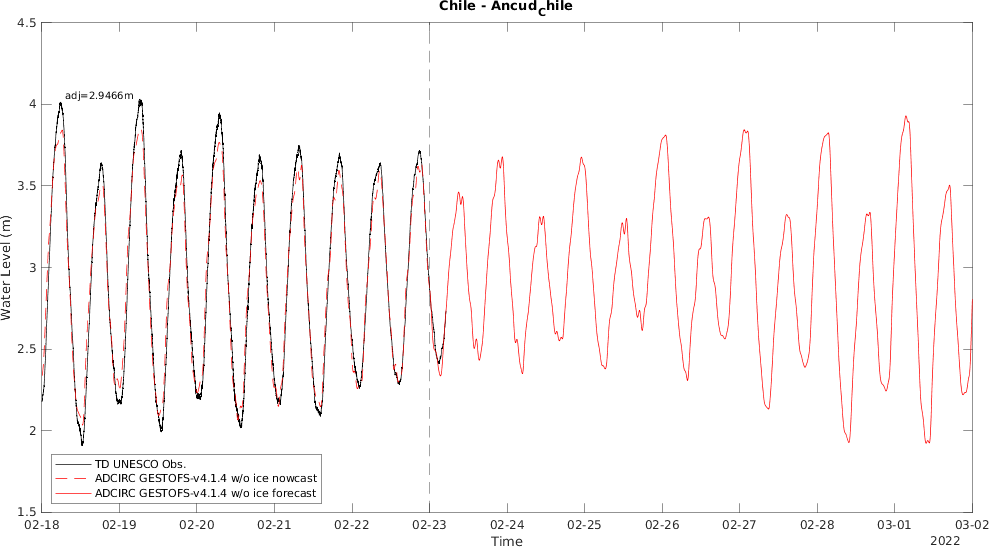 Chile - AncudChile
adj=2.9466m
Water Level (m)
4.5
4
3.5
3
2.5
2
1.5
TD UNESCO Obs.
ADCIRC GESTOFS-v4.1.4 w/o ice nowcast
ADCIRC GESTOFS-v4.1.4 w/o ice forecast
02-18 02-19 02-20 02-21 02-22 02-23 02-24 02-25 02-26 02-27 02-28 03-01 03-02
Time
2022